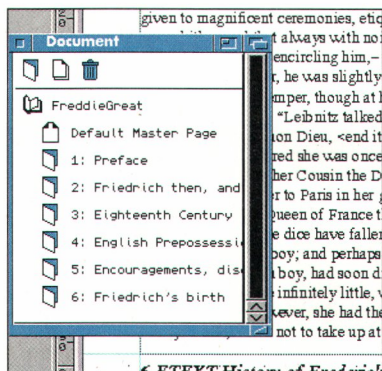 given to magnificent ceremonies, etiq
always with noi
Document
encircling him,–
, he was slightly
mper, though at h
FreddieGreat
"Leibnitz talked
Default Master Page
on Dieu, <end it
1: Preface
red she was once
her Cousin the D
2: Friedrich then, and
r to Paris in her g
3: Eighteenth Century
ueen of France t
e dice have fallen
4: English Prepossessi
boy; and perhaps
5: Encouragements, dis
boy, had soon d
6: Friedrich's birth
infinitely little, v
ever, she had the
not to take up at
6 ETEXT History of Frederick